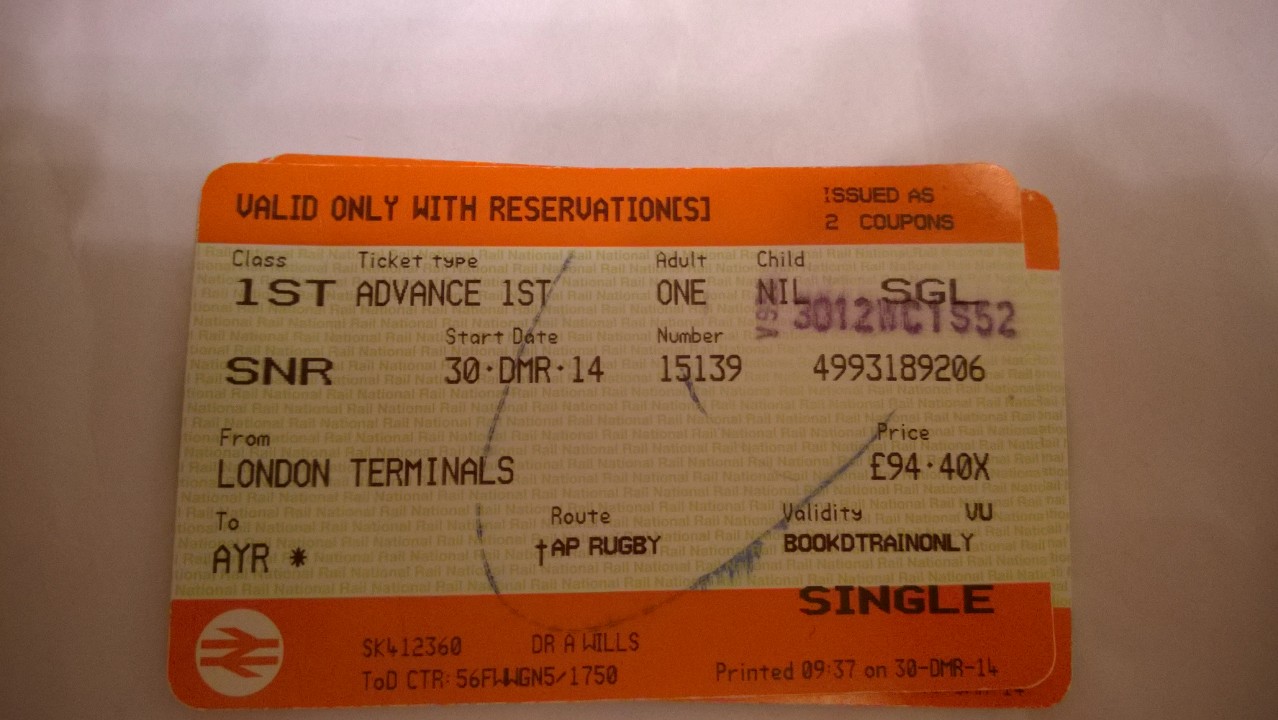 VALID ONLY WITH RESERVATION[S]
ISSUED AS
2 COUPONS
Class Ticket type Adult Child
1ST ADVANCE 1ST ONE NIL SGL
3012WC1552
Start Date Number
SNR 30·DMR·14 15139 4993189206
From Price
LONDON TERMINALS £94·40X
To Route Validity VU
AYR * †AP RUGBY BOOKDTRAINONLY
SINGLE
SK412360 DR A WILLS
ToD CTR: 56FWWGN5/1750 Printed 09:37 on 30-DMR-14